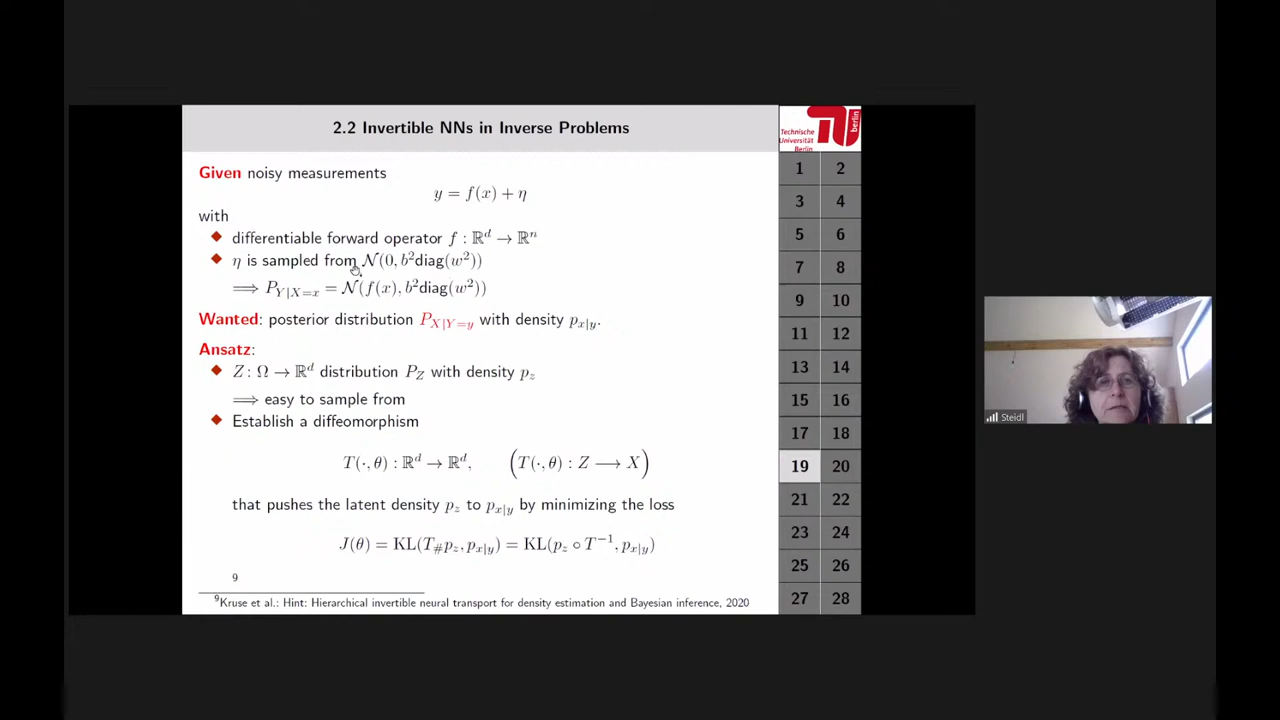 2.2 Invertible NNs in Inverse Problems
Given noisy measurements
y = f(x) + η
with
differentiable forward operator f : ℝ^d → ℝ^n
η is sampled from 𝒩(0, b²diag(w²))
⟹ P_{Y|X=x} = 𝒩(f(x), b²diag(w²))
Wanted: posterior distribution P_{X|Y=y} with density p_{x|y}.
Ansatz:
Z: Ω → ℝ^d distribution P_Z with density p_z
⟹ easy to sample from
Establish a diffeomorphism
T(·, θ) : ℝ^d → ℝ^d, (T(·, θ) : Z ⟶ X)
that pushes the latent density p_z to p_{x|y} by minimizing the loss
J(θ) = KL(T_# p_z, p_{x|y}) = KL(p_z ∘ T^{−1}, p_{x|y})
9
⁹Kruse et al.: Hint: Hierarchical invertible neural transport for density estimation and Bayesian inference, 2020
Technische
Universität
Berlin
berlin
1 2
3 4
5 6
7 8
9 10
11 12
13 14
15 16
17 18
19 20
21 22
23 24
25 26
27 28
Steidl